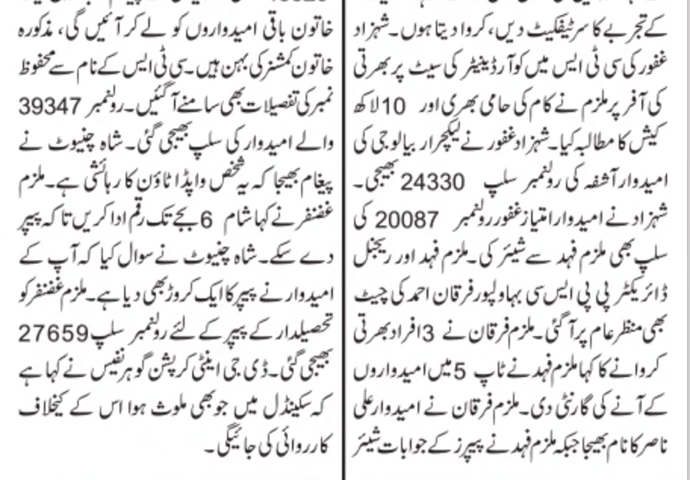 کے تجربے کا سرٹیفکیٹ دیں، کروا دیتا ہوں۔ شہزاد
غفور کی سی ٹی ایس میں کوآرڈینیٹر کی سیٹ پر بھرتی
کی آفر پر ملزم نے کام کی حامی بھری اور 10 لاکھ
کیش کا مطالبہ کیا۔ شہزاد غفور نے لیکچرار بیالوجی کی
امیدوار آشفہ کی رولنمبر سلپ 24330 بھیجی۔
شہزاد نے امیدوار امتیاز غفور رولنمبر 20087 کی
سلپ بھی ملزم فہد سے شیئر کی۔ ملزم فہد اور ریجنل
ڈائریکٹر پی پی ایس سی بہاولپور فرقان احمد کی چیٹ
بھی منظر عام پر آ گئی۔ ملزم فرقان نے 3 افراد بھرتی
کروانے کا کہا ملزم فہد نے ٹاپ 5 میں امیدواروں
کے آنے کی گارنٹی دی۔ ملزم فرقان نے امیدوار علی
ناصر کا نام بھیجا جبکہ ملزم فہد نے پیپرز کے جوابات شیئر
خاتون باقی امیدواروں کو لے کر آئیں گی، مذکورہ
خاتون کمشنر کی بہن ہیں۔ سی ٹی ایس کے نام سے محفوظ
نمبر کی تفصیلات بھی سامنے آ گئیں۔ رولنمبر 39347
والے امیدوار کی سلپ بھیجی گئی۔ شاہ چنیوٹ نے
پیغام بھیجا کہ یہ شخص واپڈا ٹاؤن کا رہائشی ہے۔ ملزم
غضنفر نے کہا شام 6 بجے تک رقم ادا کریں تا کہ پیپر
دے سکے۔ شاہ چنیوٹ نے سوال کیا کہ آپ کے
امیدوار نے پیپر کا ایک کروڑ بھی دیا ہے۔ ملزم غضنفر کو
تحصیلدار کے پیپر کے لئے رولنمبر سلپ 27659
بھیجی گئی۔ ڈی جی اینٹی کرپشن گوہر نفیس نے کہا ہے
کہ سکینڈل میں جو بھی ملوث ہوا اس کے کیخلاف
کارروائی کی جائیگی۔